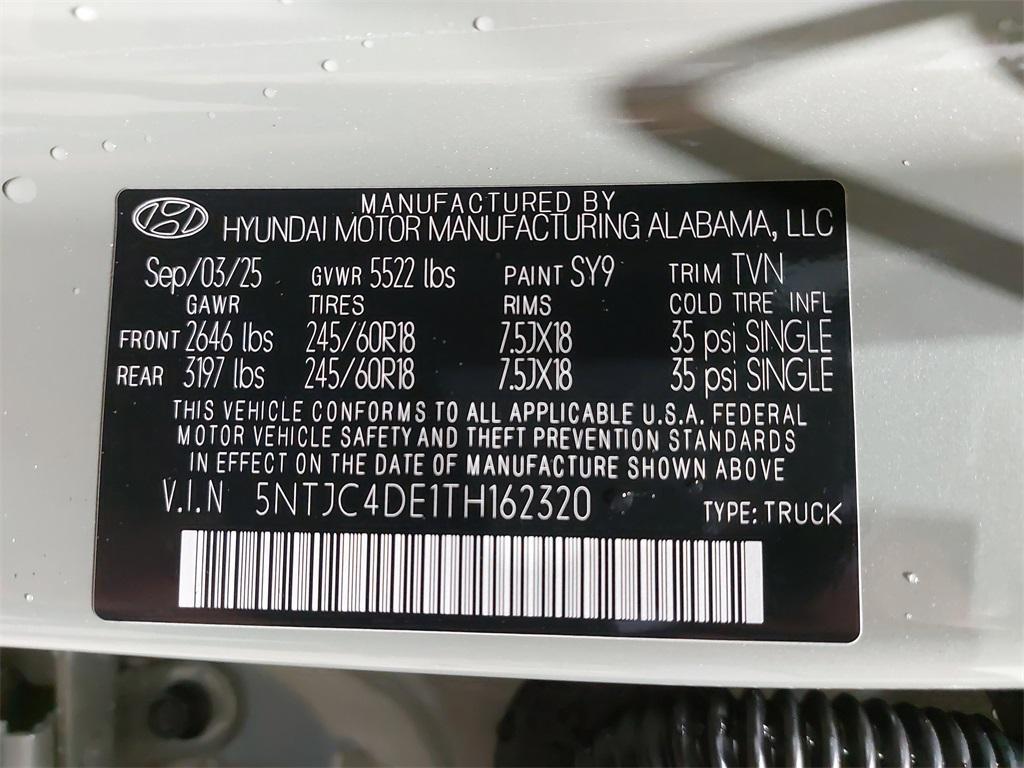 MANUFACTURED BY
HYUNDAI MOTOR MANUFACTURING ALABAMA, LLC
Sep/03/25 GVWR 5522 lbs PAINT SY9 TRIM TVN
GAWR TIRES RIMS COLD TIRE INFL
FRONT 2646 lbs 245/60R18 7.5JX18 35 psi SINGLE
REAR 3197 lbs 245/60R18 7.5JX18 35 psi SINGLE
THIS VEHICLE CONFORMS TO ALL APPLICABLE U.S.A. FEDERAL
MOTOR VEHICLE SAFETY AND THEFT PREVENTION STANDARDS
IN EFFECT ON THE DATE OF MANUFACTURE SHOWN ABOVE
V.I.N 5NTJC4DE1TH162320 TYPE: TRUCK